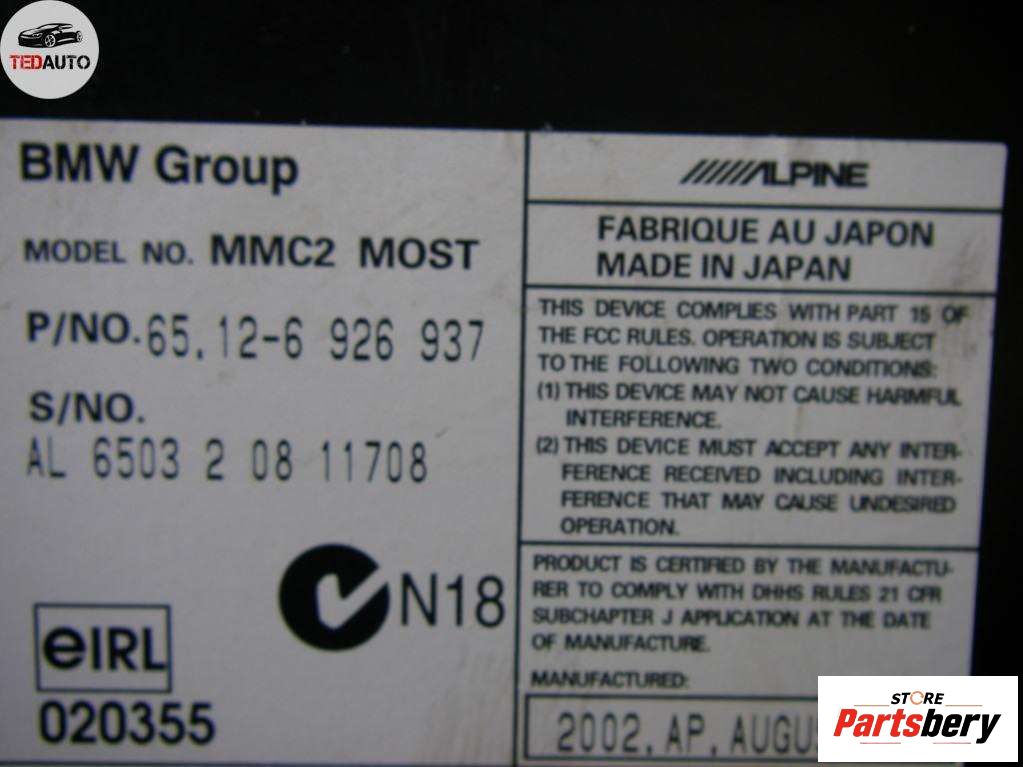 TEDAUTO
BMW Group
MODEL NO. MMC2 MOST
P/NO. 65.12-6 926 937
S/NO.
AL 6503 2 08 11708
N18
eIRL
020355
ALPINE
FABRIQUE AU JAPON
MADE IN JAPAN
THIS DEVICE COMPLIES WITH PART 15 OF
THE FCC RULES. OPERATION IS SUBJECT
TO THE FOLLOWING TWO CONDITIONS:
(1) THIS DEVICE MAY NOT CAUSE HARMFUL
INTERFERENCE.
(2) THIS DEVICE MUST ACCEPT ANY INTER-
FERENCE RECEIVED INCLUDING INTER-
FERENCE THAT MAY CAUSE UNDESIRED
OPERATION.
PRODUCT IS CERTIFIED BY THE MANUFACTU-
RER TO COMPLY WITH DHHS RULES 21 CFR
SUBCHAPTER J APPLICATION AT THE DATE
OF MANUFACTURE.
MANUFACTURED:
2002, AP, AUGUS
STORE
Partsbery